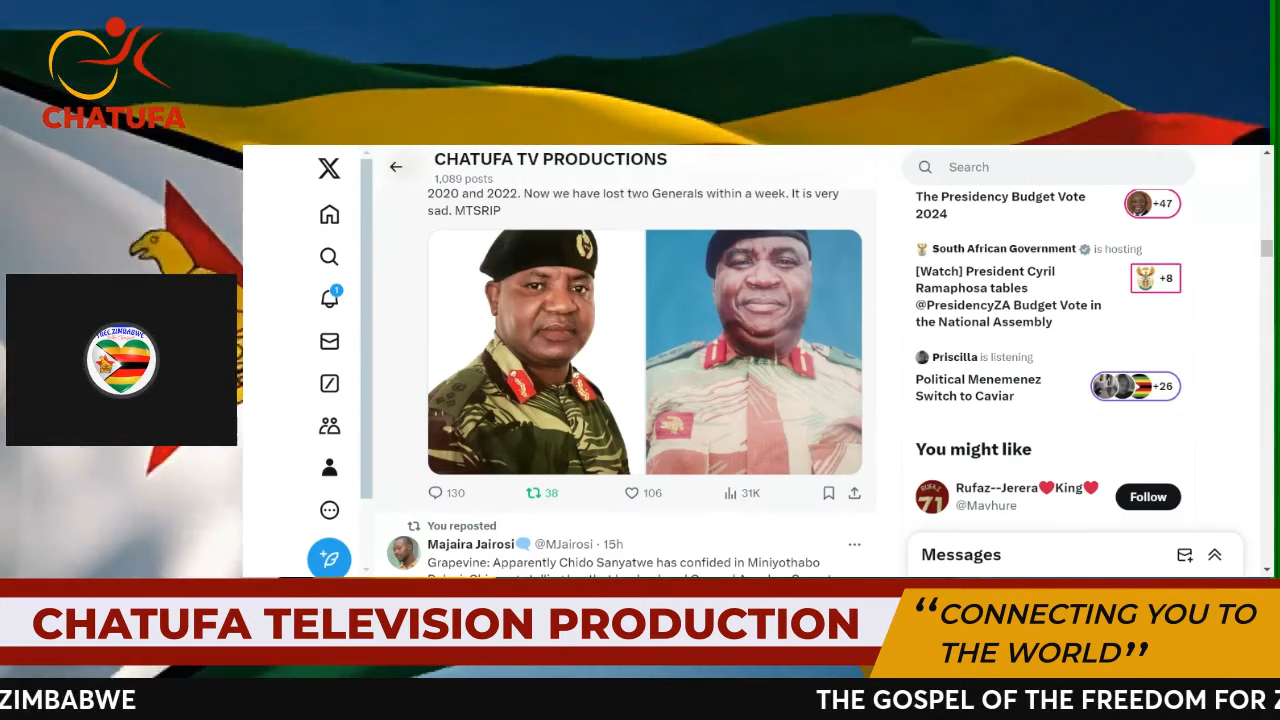 CHATUFA
CHATUFA TV PRODUCTIONS
1,089 posts
2020 and 2022. Now we have lost two Generals within a week. It is very
sad. MTSRIP
130
38
106
31K
You reposted
Majaira Jairosi @MJairosi · 15h
Grapevine: Apparently Chido Sanyatwe has confided in Miniyothabo
Search
The Presidency Budget Vote
2024
+47
South African Government is hosting
[Watch] President Cyril
Ramaphosa tables
@PresidencyZA Budget Vote in
the National Assembly
+8
Priscilla is listening
Political Menemenez
Switch to Caviar
+26
You might like
Rufaz--Jerera❤️King❤️
@Mavhure
RUFAZ
71
Follow
Messages
1
FREE ZIMBABWE
CHATUFA TELEVISION PRODUCTION
“CONNECTING YOU TO
THE WORLD”
ZIMBABWE
THE GOSPEL OF THE FREEDOM FOR Z